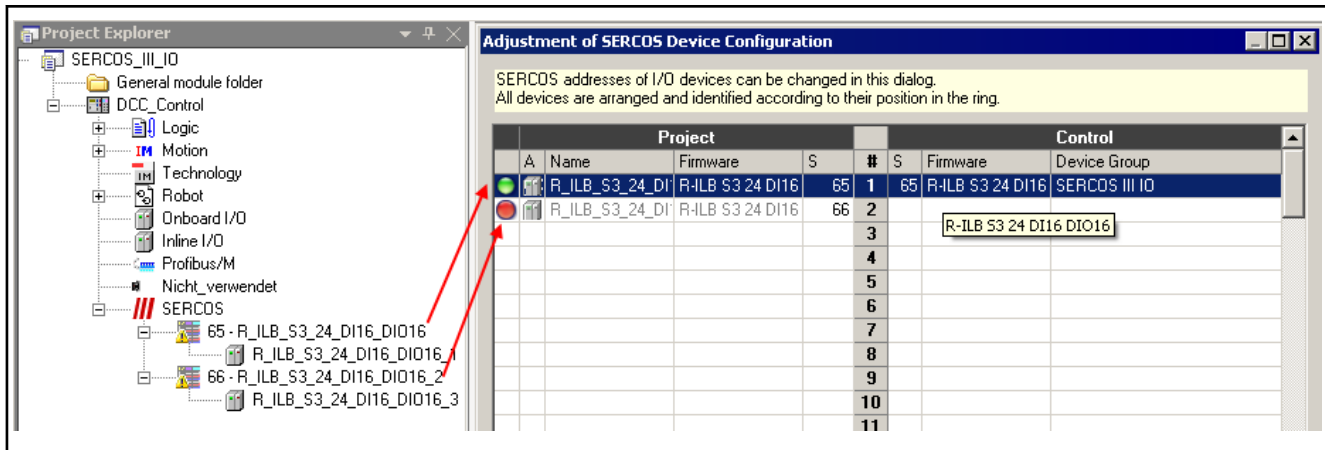 Project Explorer
SERCOS_III_IO
General module folder
DCC_Control
Logic
IM Motion
IM Technology
Robot
Onboard I/O
Inline I/O
Profibus/M
Nicht_verwendet
SERCOS
65 - R_ILB_S3_24_DI16_DIO16
R_ILB_S3_24_DI16_DIO16_1
66 - R_ILB_S3_24_DI16_DIO16_2
R_ILB_S3_24_DI16_DIO16_3
Adjustment of SERCOS Device Configuration
SERCOS addresses of I/O devices can be changed in this dialog.
All devices are arranged and identified according to their position in the ring.
Project Control
A Name Firmware S # S Firmware Device Group
R_ILB_S3_24_DI R-ILB S3 24 DI16 65 1 65 R-ILB S3 24 DI16 SERCOS III IO
R_ILB_S3_24_DI R-ILB S3 24 DI16 66 2
R-ILB S3 24 DI16 DIO16
3
4
5
6
7
8
9
10
11